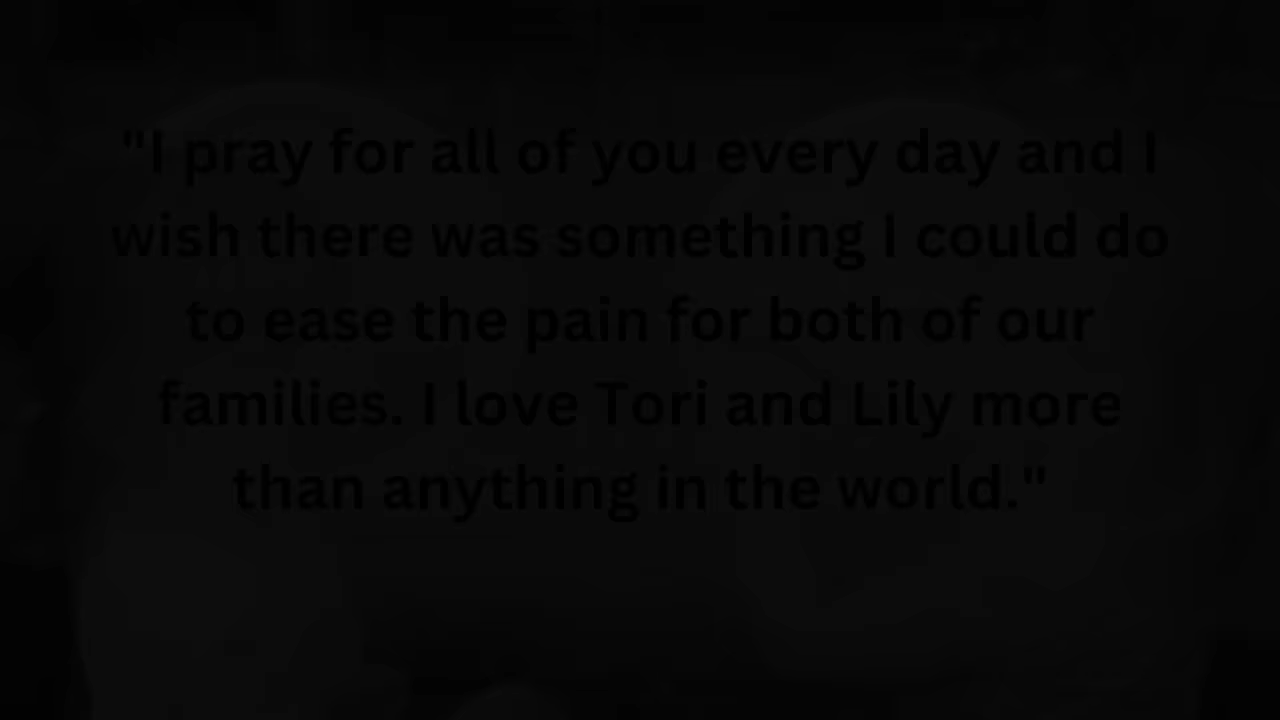 "I pray for all of you every day and I
wish there was something I could do
to ease the pain for both of our
families. I love Tori and Lily more
than anything in the world."